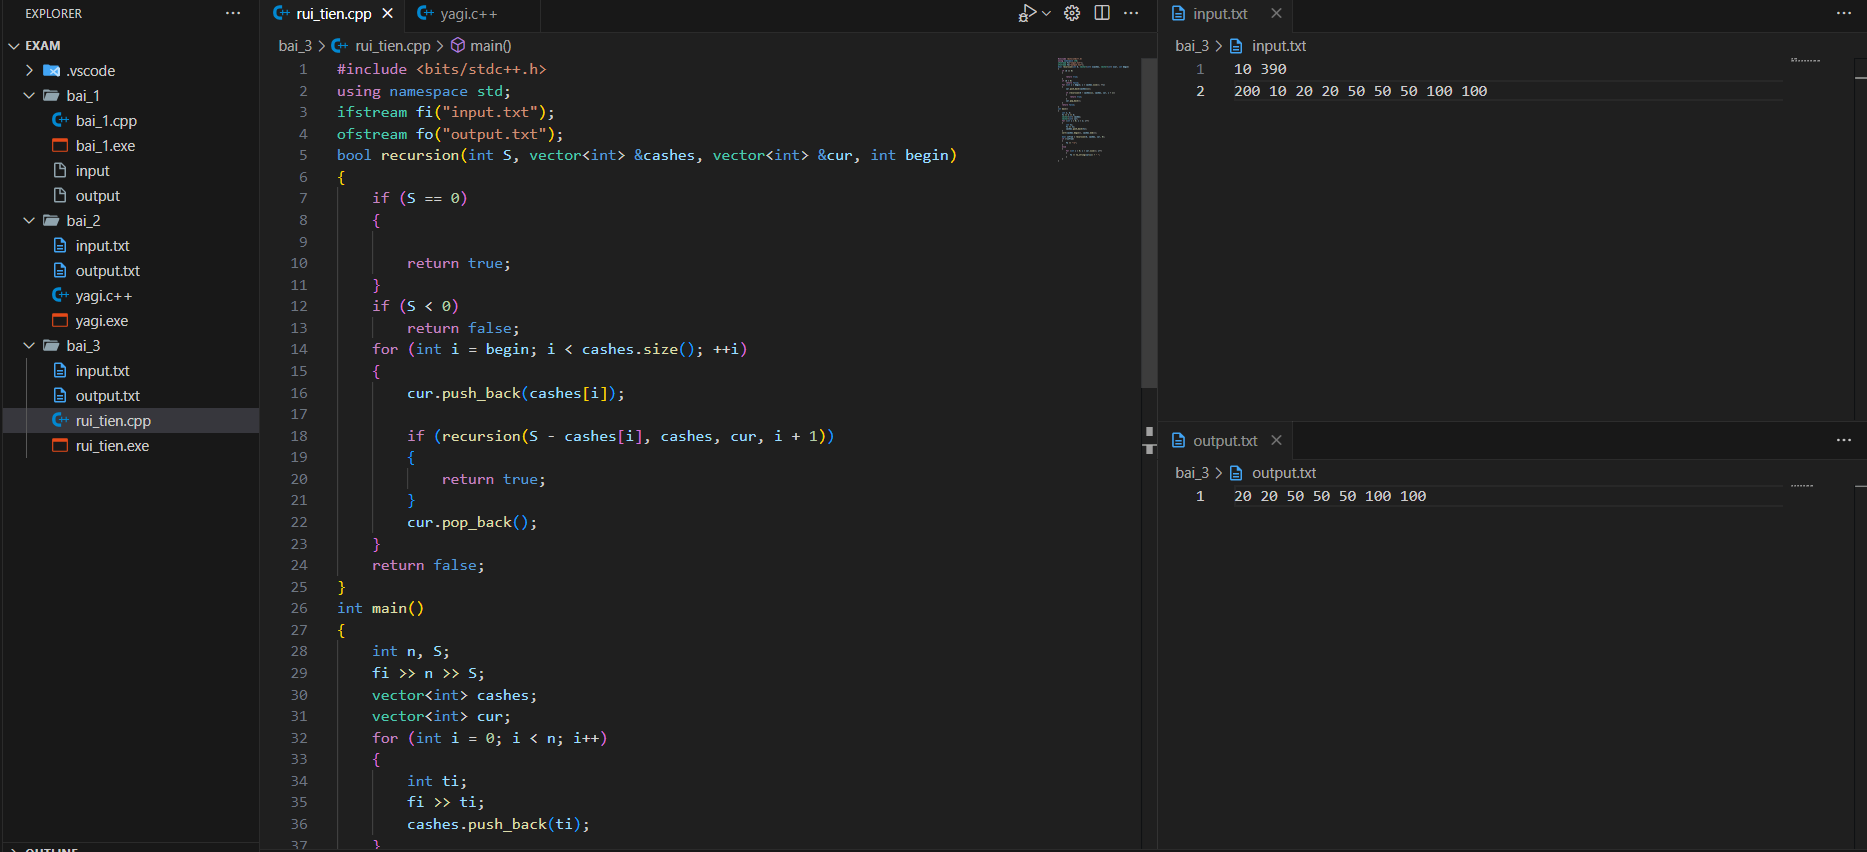 EXPLORER
EXAM
.vscode
bai_1
bai_1.cpp
bai_1.exe
input
output
bai_2
input.txt
output.txt
yagi.c++
yagi.exe
bai_3
input.txt
output.txt
rui_tien.cpp
rui_tien.exe
OUTLINE
rui_tien.cpp
yagi.c++
bai_3 > rui_tien.cpp > main()
1 #include <bits/stdc++.h>
2 using namespace std;
3 ifstream fi("input.txt");
4 ofstream fo("output.txt");
5 bool recursion(int S, vector<int> &cashes, vector<int> &cur, int begin)
6 {
7 if (S == 0)
8 {
9
10 return true;
11 }
12 if (S < 0)
13 return false;
14 for (int i = begin; i < cashes.size(); ++i)
15 {
16 cur.push_back(cashes[i]);
17
18 if (recursion(S - cashes[i], cashes, cur, i + 1))
19 {
20 return true;
21 }
22 cur.pop_back();
23 }
24 return false;
25 }
26 int main()
27 {
28 int n, S;
29 fi >> n >> S;
30 vector<int> cashes;
31 vector<int> cur;
32 for (int i = 0; i < n; i++)
33 {
34 int ti;
35 fi >> ti;
36 cashes.push_back(ti);
37 }
input.txt
bai_3 > input.txt
1 10 390
2 200 10 20 20 50 50 50 100 100
output.txt
bai_3 > output.txt
1 20 20 50 50 50 100 100